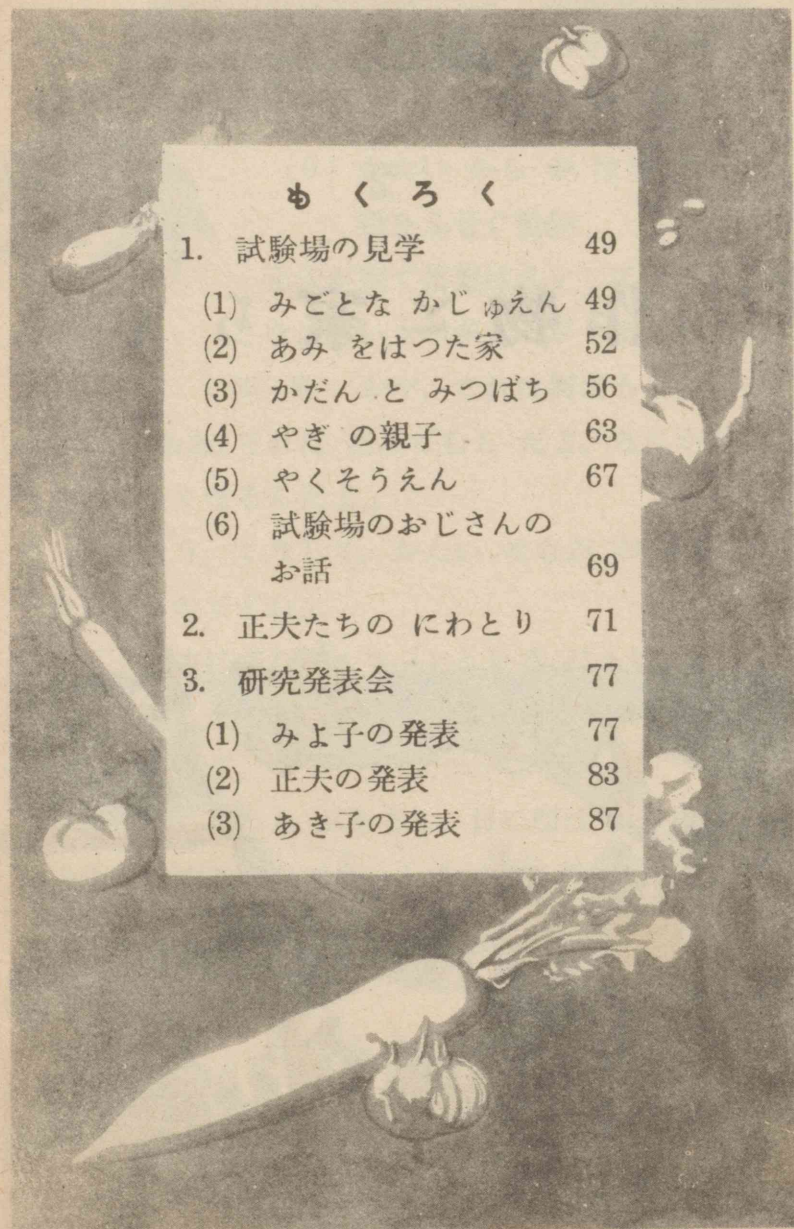 もくろく
1. 試験場の見学 49
(1) みごとな かじゅえん 49
(2) あみ をはつた家 52
(3) かだん と みつばち 56
(4) やぎ の親子 63
(5) やくそうえん 67
(6) 試験場のおじさんの
お話 69
2. 正夫たちの にわとり 71
3. 研究発表会 77
(1) みよ子の発表 77
(2) 正夫の発表 83
(3) あき子の発表 87